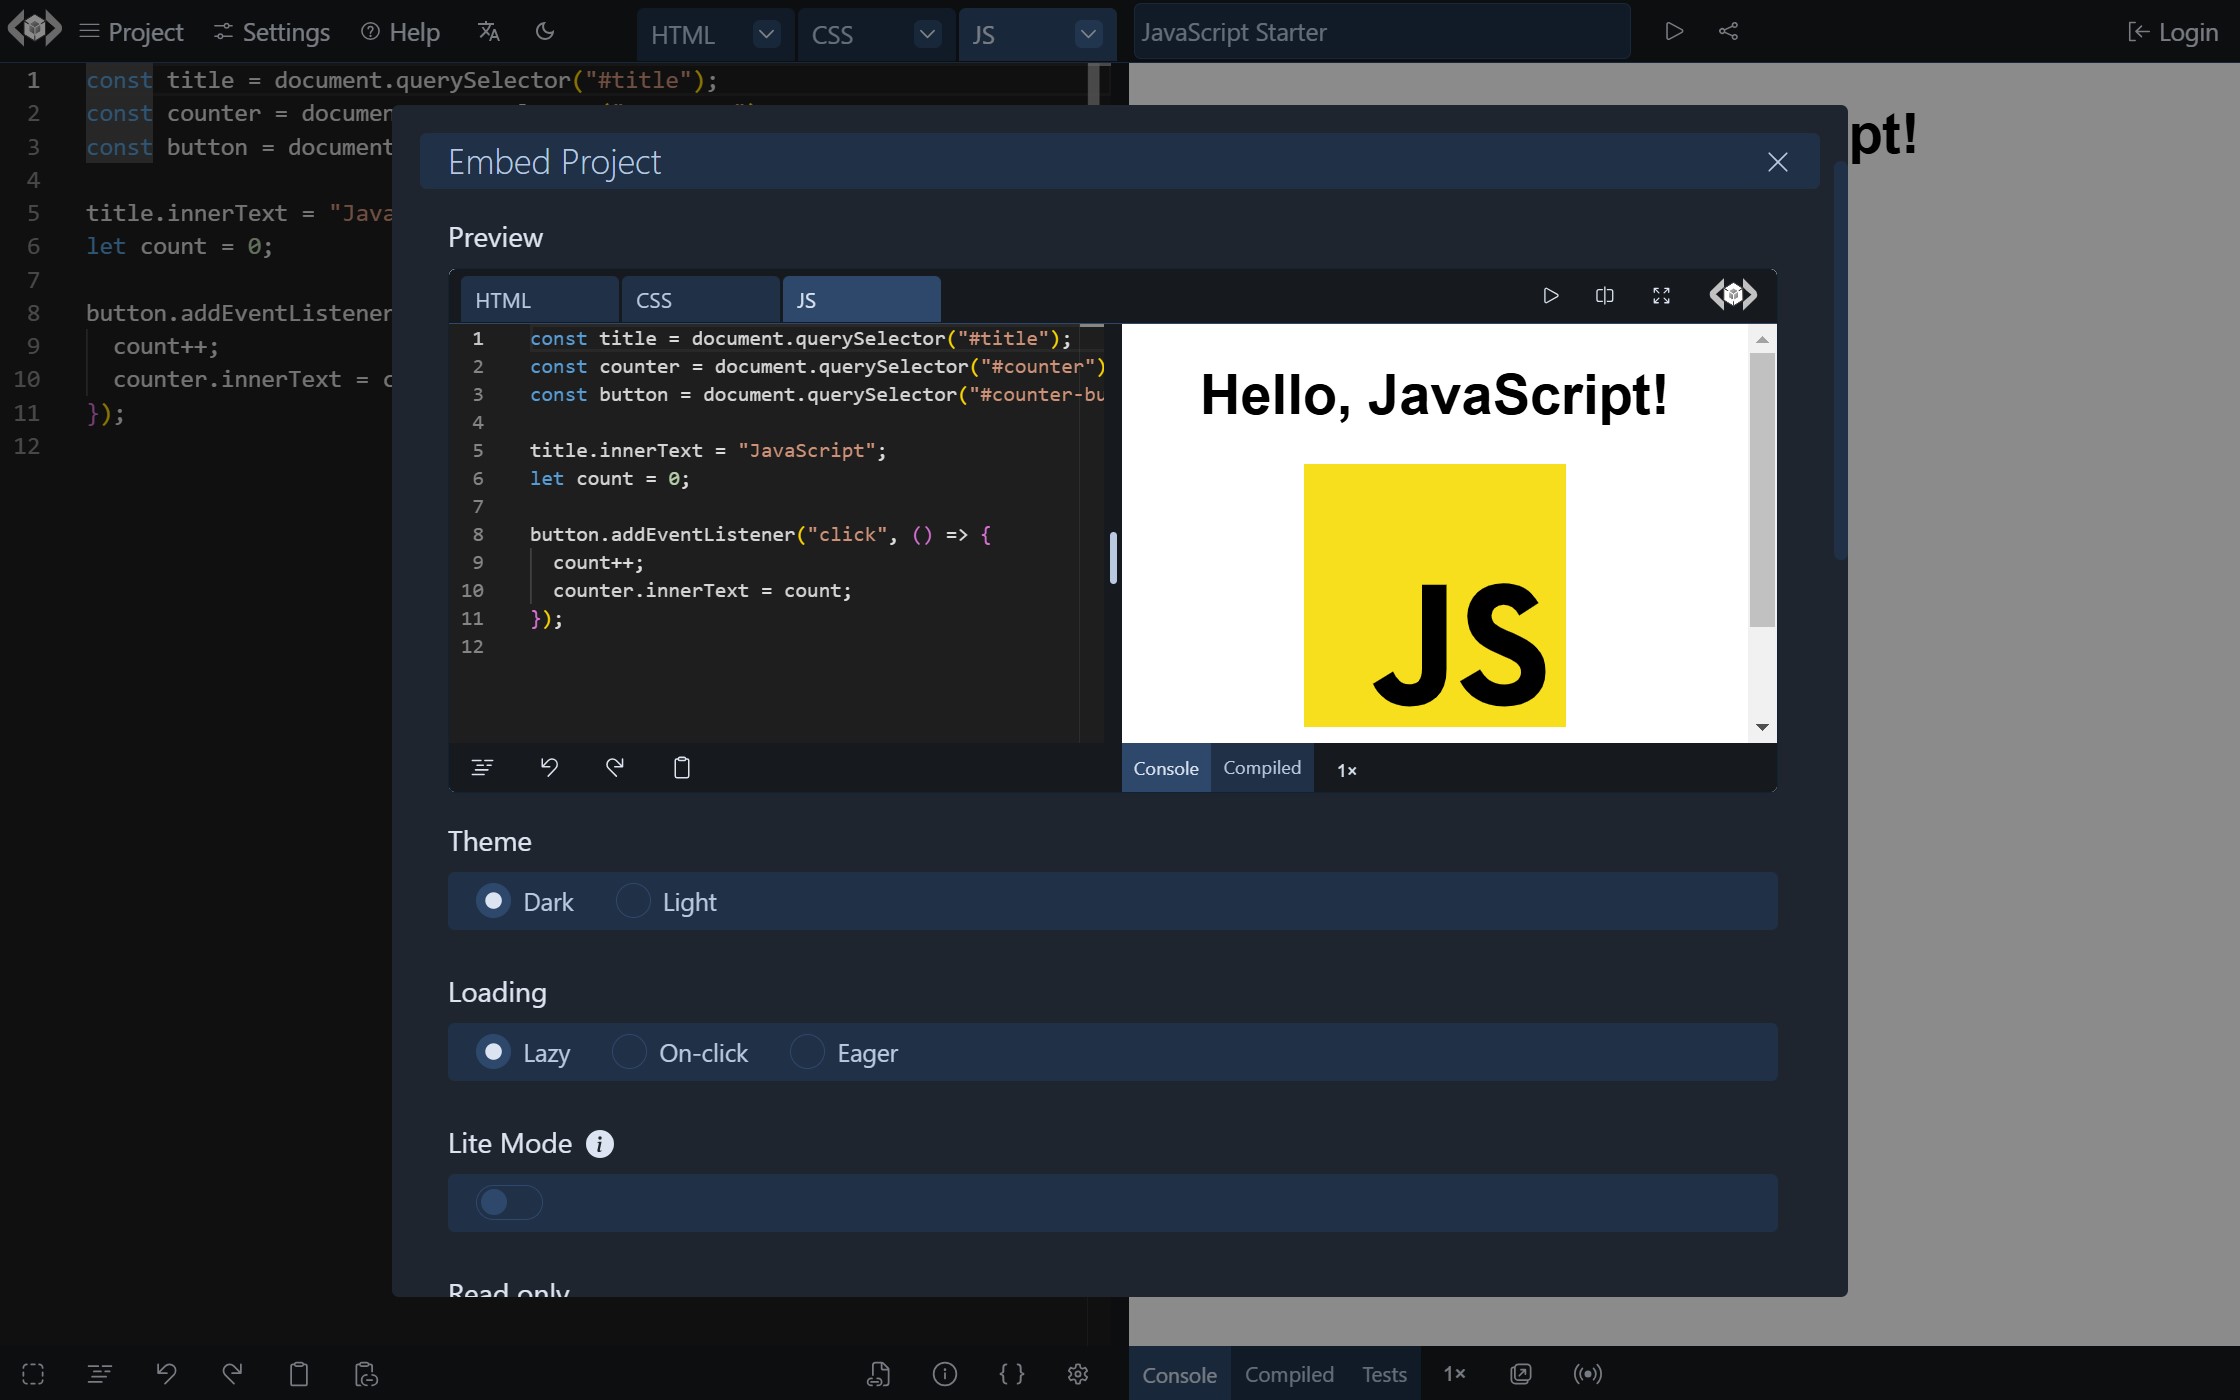 Project Settings Help HTML CSS JS JavaScript Starter Login
1 const title = document.querySelector("#title");
2 const counter = documen
3 const button = document
4
5 title.innerText = "Java
6 let count = 0;
7
8 button.addEventListener
9 count++;
10 counter.innerText = c
11 });
12
pt!
Embed Project
Preview
HTML CSS JS
1 const title = document.querySelector("#title");
2 const counter = document.querySelector("#counter")
3 const button = document.querySelector("#counter-bu
4
5 title.innerText = "JavaScript";
6 let count = 0;
7
8 button.addEventListener("click", () => {
9 count++;
10 counter.innerText = count;
11 });
12
Hello, JavaScript!
JS
Console Compiled 1×
Theme
Dark Light
Loading
Lazy On-click Eager
Lite Mode i
Read only
Console Compiled Tests 1×